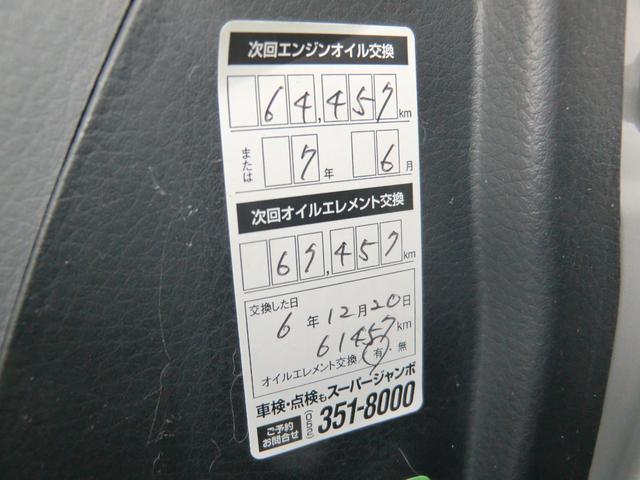 次回エンジンオイル交換
64,457km
または 7年 6月
次回オイルエレメント交換
67,457km
交換した日
6年12月20日
61457km
オイルエレメント交換 有・無
車検・点検もスーパージャンボ
ご予約お問合せ (052)351-8000